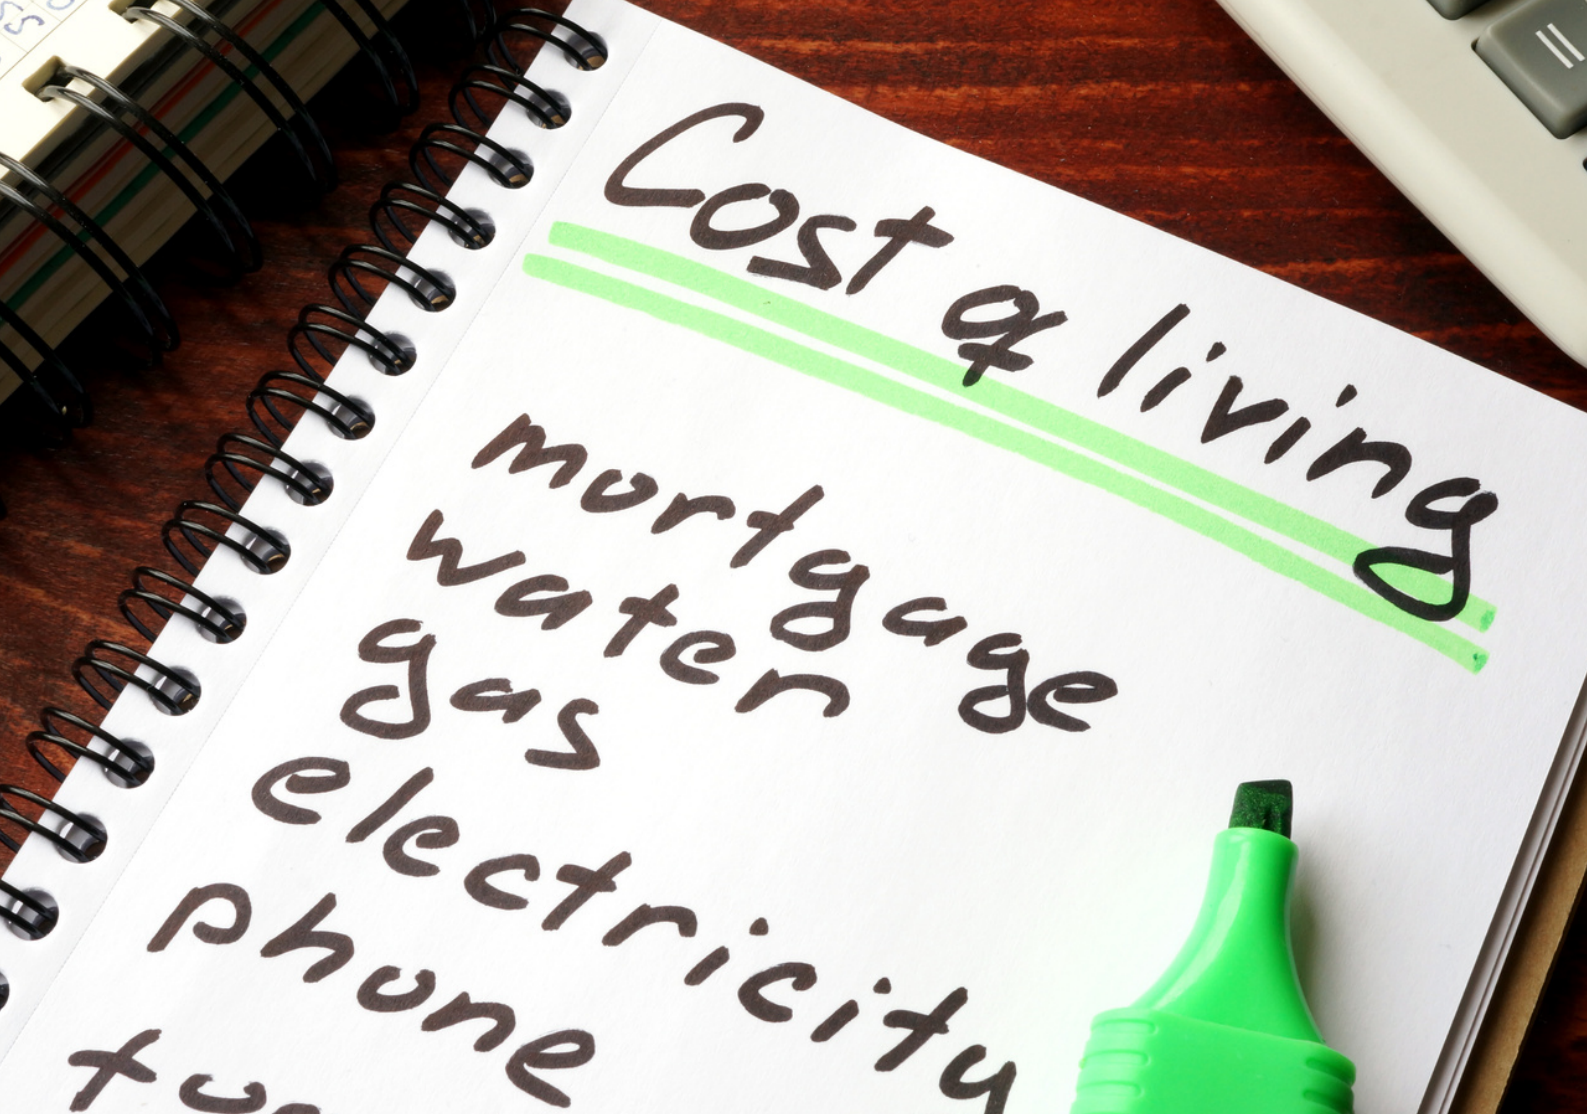 Cost of living
mortgage
water
gas
electricity
phone